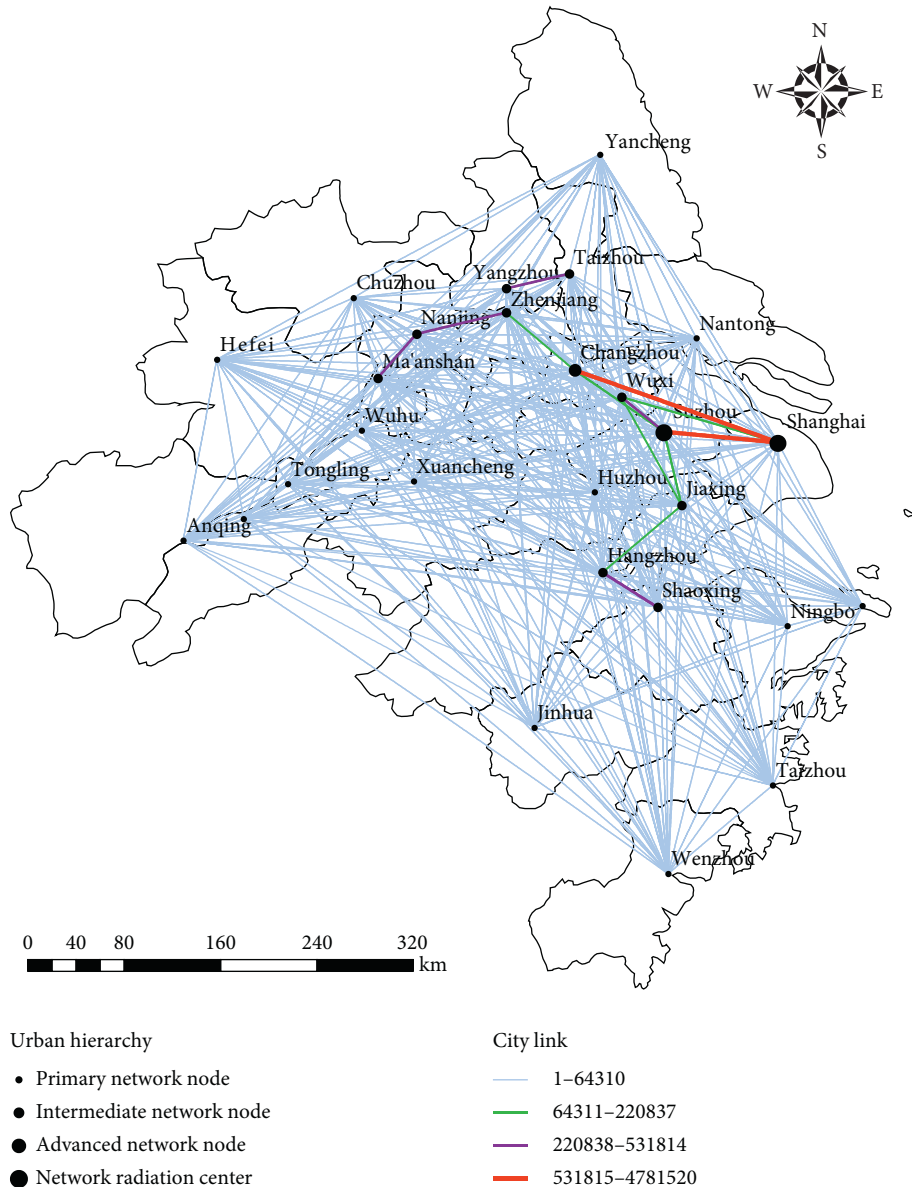 N
W E
S
Yancheng
Taizhou
Yangzhou
Chuzhou
Zhenjiang
Nanjing
Nantong
Hefei
Changzhou
Ma'anshan
Wuxi
Wuhu
Suzhou
Shanghai
Tongling
Xuancheng
Huzhou
Jiaxing
Anqing
Hangzhou
Shaoxing
Ningbo
Jinhua
Taizhou
Wenzhou
0 40 80 160 240 320
km
Urban hierarchy
Primary network node
Intermediate network node
Advanced network node
Network radiation center
City link
1–64310
64311–220837
220838–531814
531815–4781520